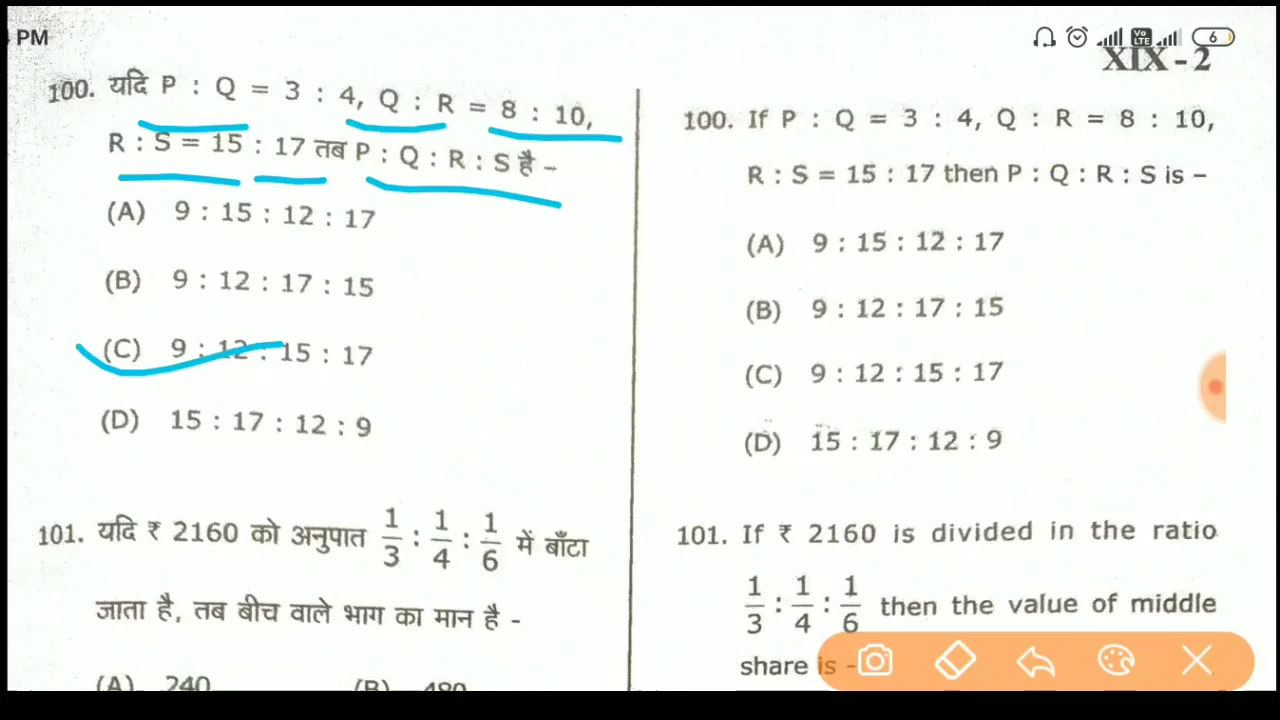 PM
6
XIX - 2
100. यदि P : Q = 3 : 4, Q : R = 8 : 10,
R : S = 15 : 17 तब P : Q : R : S है –
(A) 9 : 15 : 12 : 17
(B) 9 : 12 : 17 : 15
(C) 9 : 12 : 15 : 17
(D) 15 : 17 : 12 : 9
101. यदि ₹ 2160 को अनुपात 1/3 : 1/4 : 1/6 में बाँटा
जाता है, तब बीच वाले भाग का मान है -
(A) 240 (B) 480
100. If P : Q = 3 : 4, Q : R = 8 : 10,
R : S = 15 : 17 then P : Q : R : S is –
(A) 9 : 15 : 12 : 17
(B) 9 : 12 : 17 : 15
(C) 9 : 12 : 15 : 17
(D) 15 : 17 : 12 : 9
101. If ₹ 2160 is divided in the ratio
1/3 : 1/4 : 1/6 then the value of middle
share is -